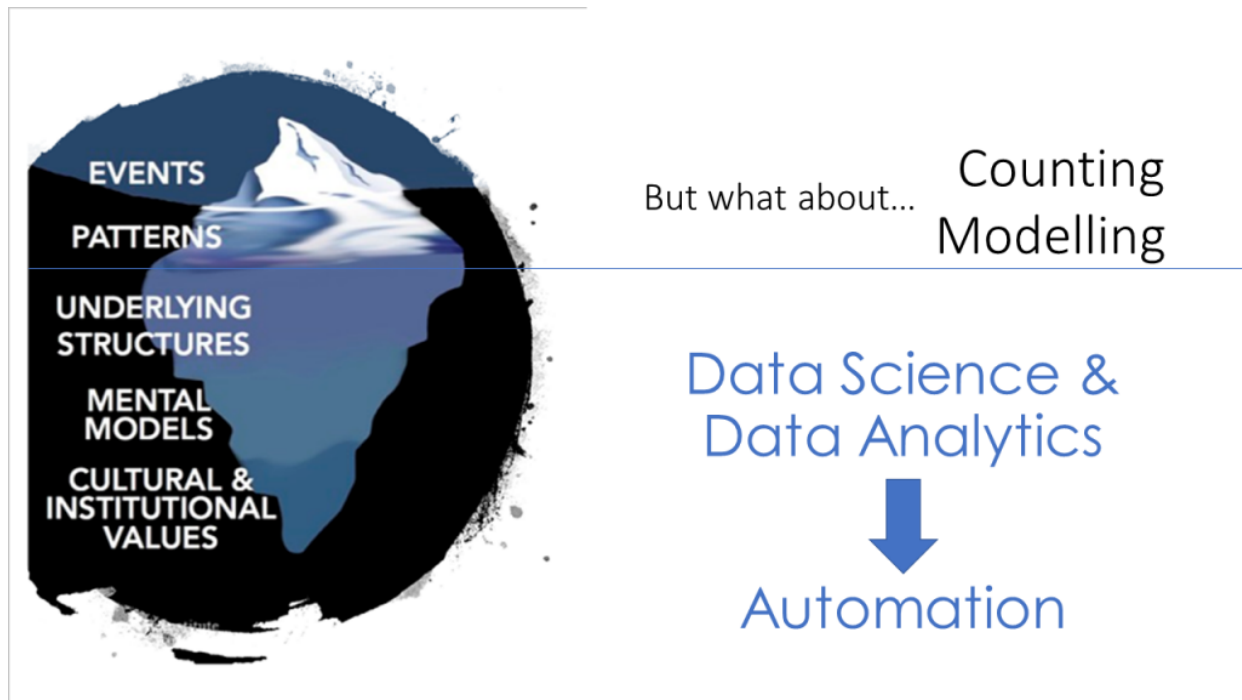 EVENTS
PATTERNS
UNDERLYING
STRUCTURES
MENTAL
MODELS
CULTURAL &
INSTITUTIONAL
VALUES
But what about...
Counting
Modelling
Data Science &
Data Analytics
Automation